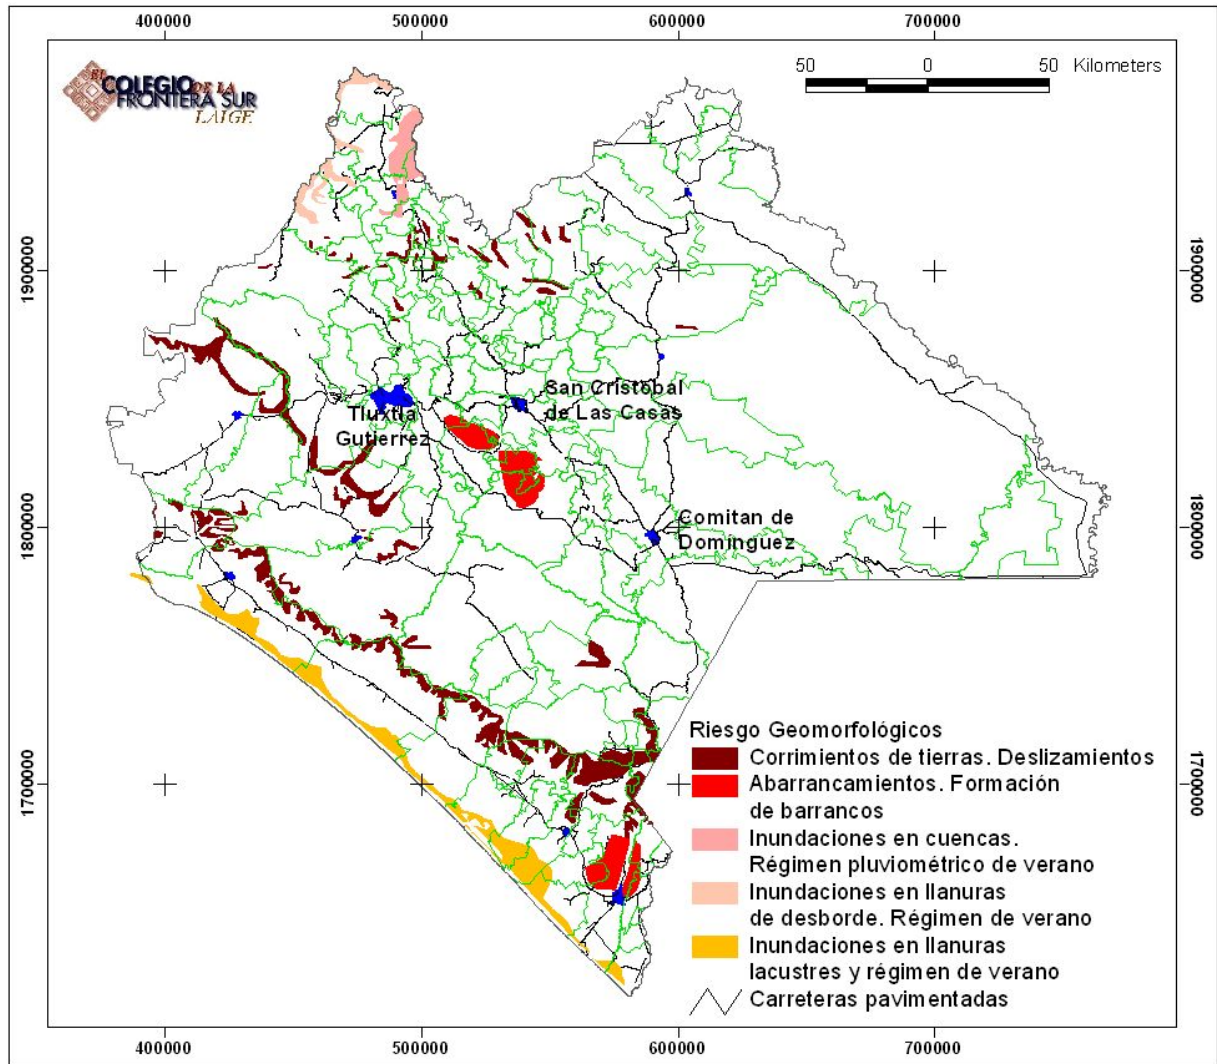 400000 500000 600000 700000
EL
COLEGIO DE LA
FRONTERA SUR
LAIGE
50 0 50 Kilometers
1900000 1900000
San Cristobal
de Las Casas
Tluxtla
Gutierrez
Comitan de
Dominguez
1800000 1800000
Riesgo Geomorfológicos
Corrimientos de tierras. Deslizamientos
Abarrancamientos. Formación
de barrancos
Inundaciones en cuencas.
Régimen pluviométrico de verano
Inundaciones en llanuras
de desborde. Régimen de verano
Inundaciones en llanuras
lacustres y régimen de verano
Carreteras pavimentadas
1700000 1700000
400000 500000 600000 700000